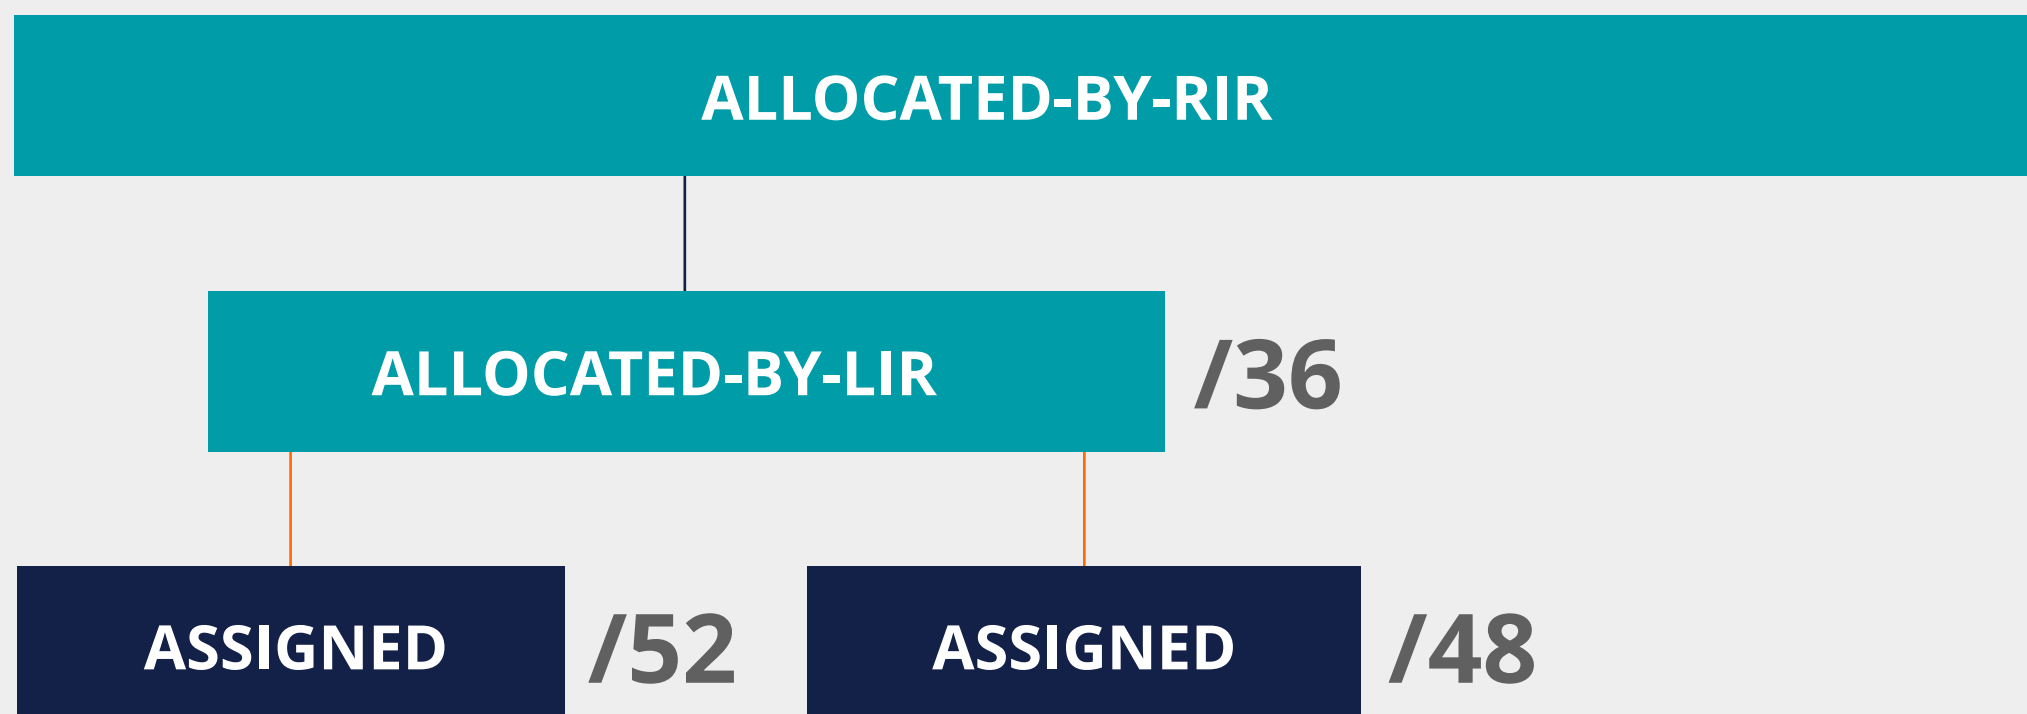 ALLOCATED-BY-RIR
ALLOCATED-BY-LIR /36
ASSIGNED /52 ASSIGNED /48